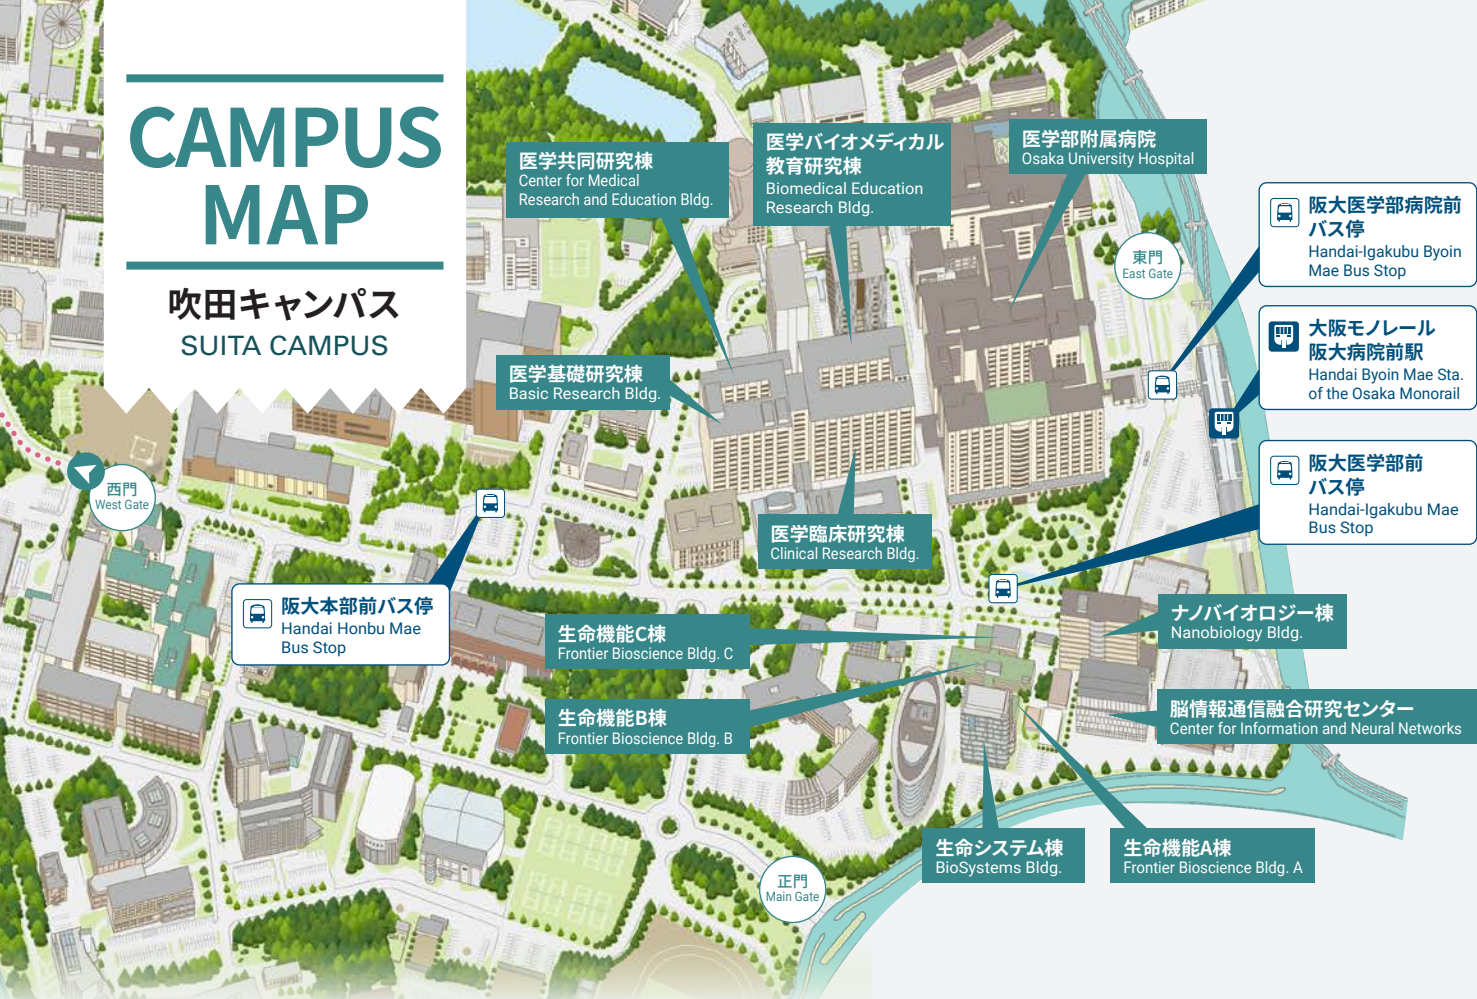 CAMPUS
MAP
吹田キャンパス
SUITA CAMPUS
医学共同研究棟
Center for Medical
Research and Education Bldg.
医学バイオメディカル
教育研究棟
Biomedical Education
Research Bldg.
医学部附属病院
Osaka University Hospital
東門
East Gate
阪大医学部病院前
バス停
Handai-Igakubu Byoin
Mae Bus Stop
大阪モノレール
阪大病院前駅
Handai Byoin Mae Sta.
of the Osaka Monorail
医学基礎研究棟
Basic Research Bldg.
阪大医学部前
バス停
Handai-Igakubu Mae
Bus Stop
西門
West Gate
医学臨床研究棟
Clinical Research Bldg.
阪大本部前バス停
Handai Honbu Mae
Bus Stop
生命機能C棟
Frontier Bioscience Bldg. C
ナノバイオロジー棟
Nanobiology Bldg.
生命機能B棟
Frontier Bioscience Bldg. B
脳情報通信融合研究センター
Center for Information and Neural Networks
生命システム棟
BioSystems Bldg.
生命機能A棟
Frontier Bioscience Bldg. A
正門
Main Gate